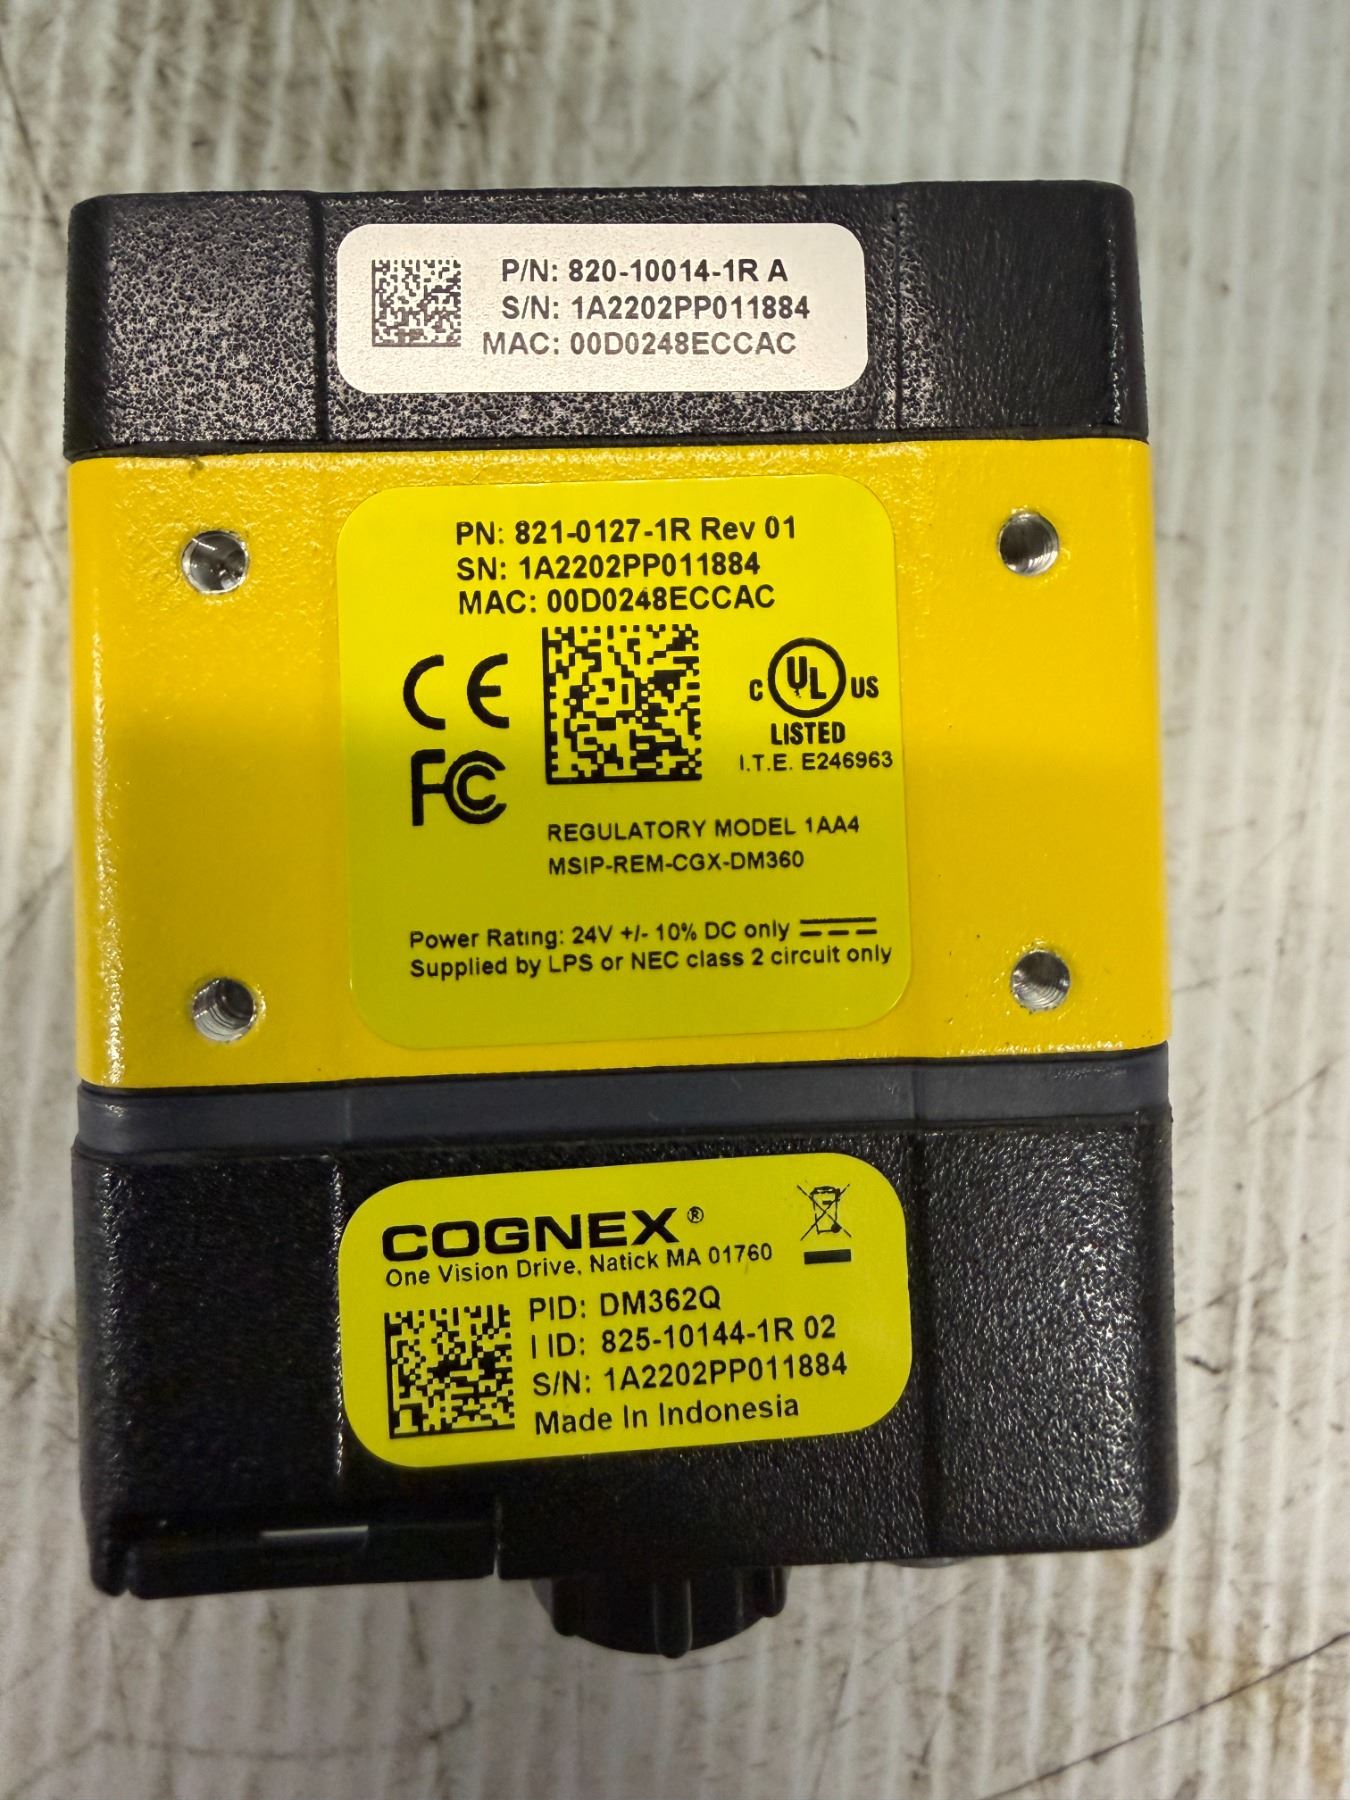 P/N: 820-10014-1R A
S/N: 1A2202PP011884
MAC: 00D0248ECCAC
PN: 821-0127-1R Rev 01
SN: 1A2202PP011884
MAC: 00D0248ECCAC
CE
FC
C UL US
LISTED
I.T.E. E246963
REGULATORY MODEL 1AA4
MSIP-REM-CGX-DM360
Power Rating: 24V +/- 10% DC only
Supplied by LPS or NEC class 2 circuit only
COGNEX®
One Vision Drive, Natick MA 01760
PID: DM362Q
I ID: 825-10144-1R 02
S/N: 1A2202PP011884
Made In Indonesia